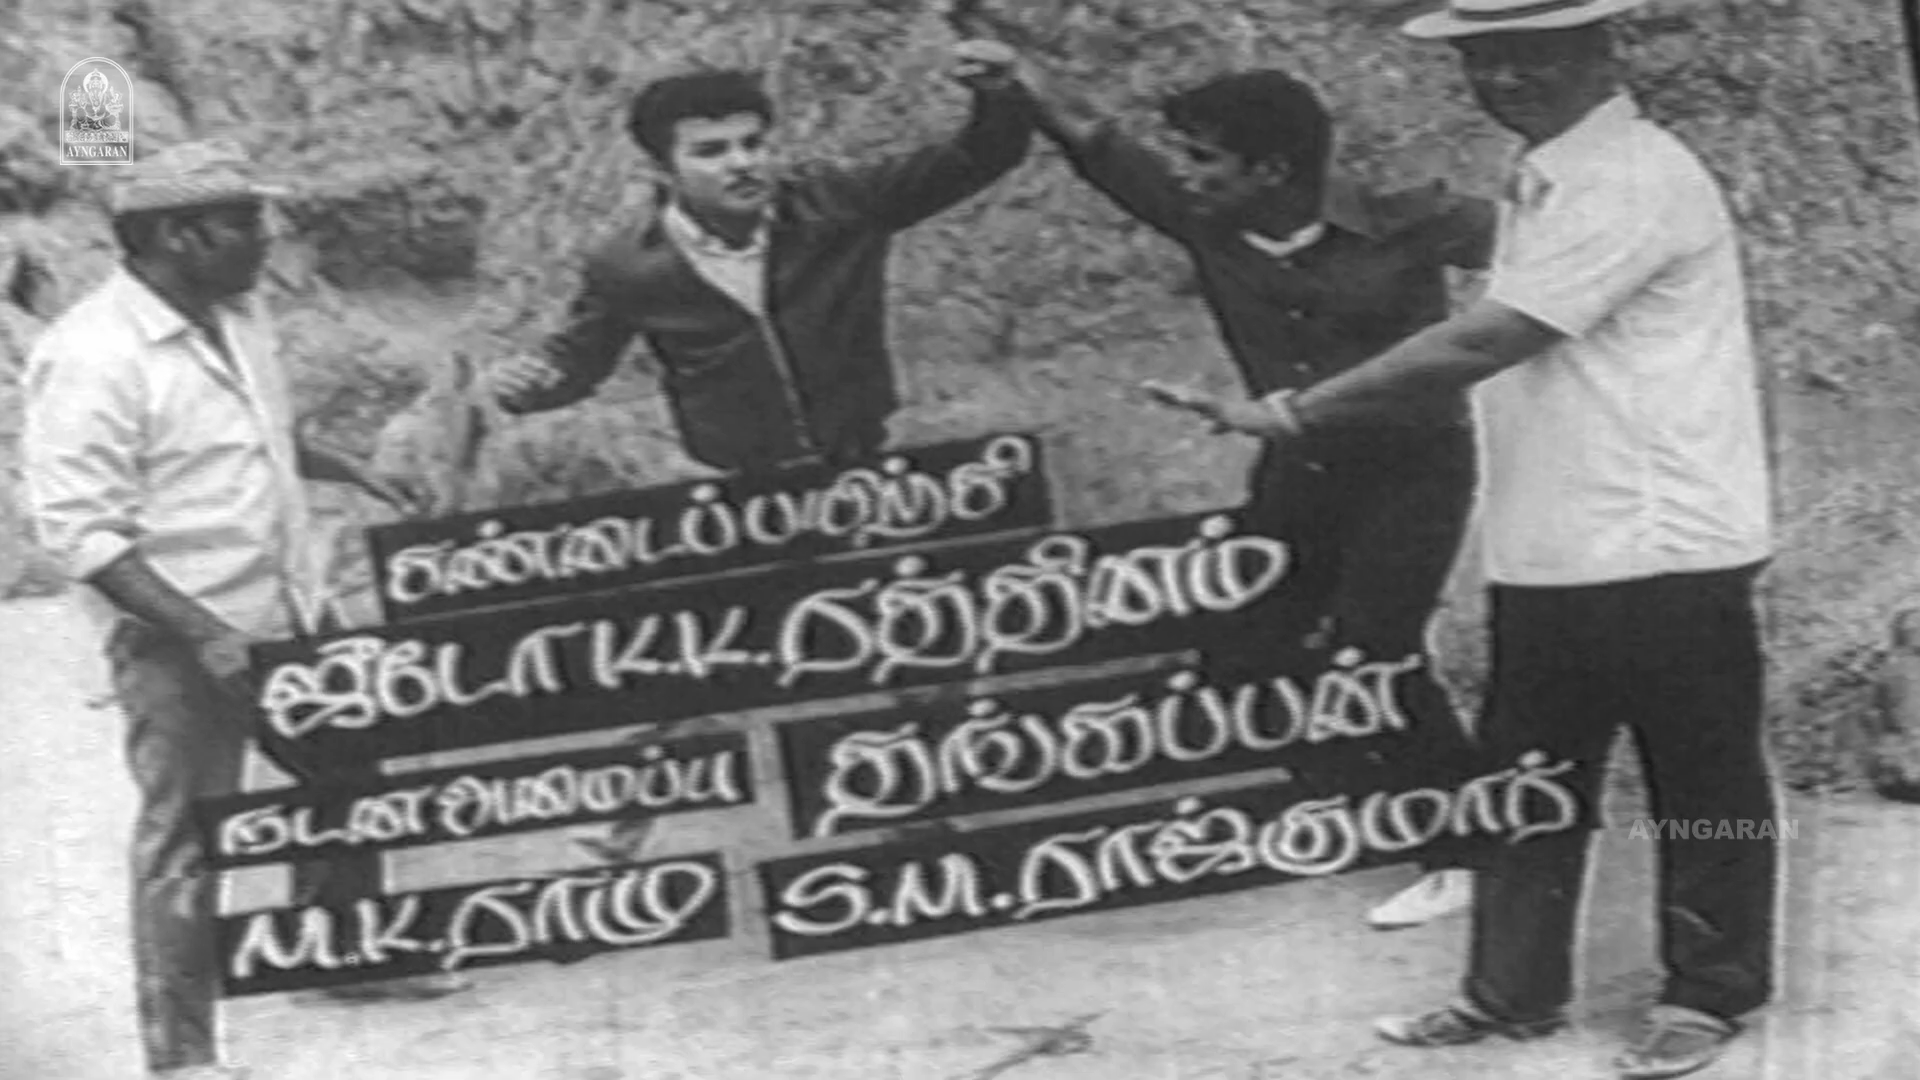 AYNGARAN
சண்டைப்பயிற்சி
ஜீடோ K.K. ரத்தினம்
நடன அமைப்பு தங்கப்பன்
M.K. ராமு S.M. ராஜ்குமார்
AYNGARAN